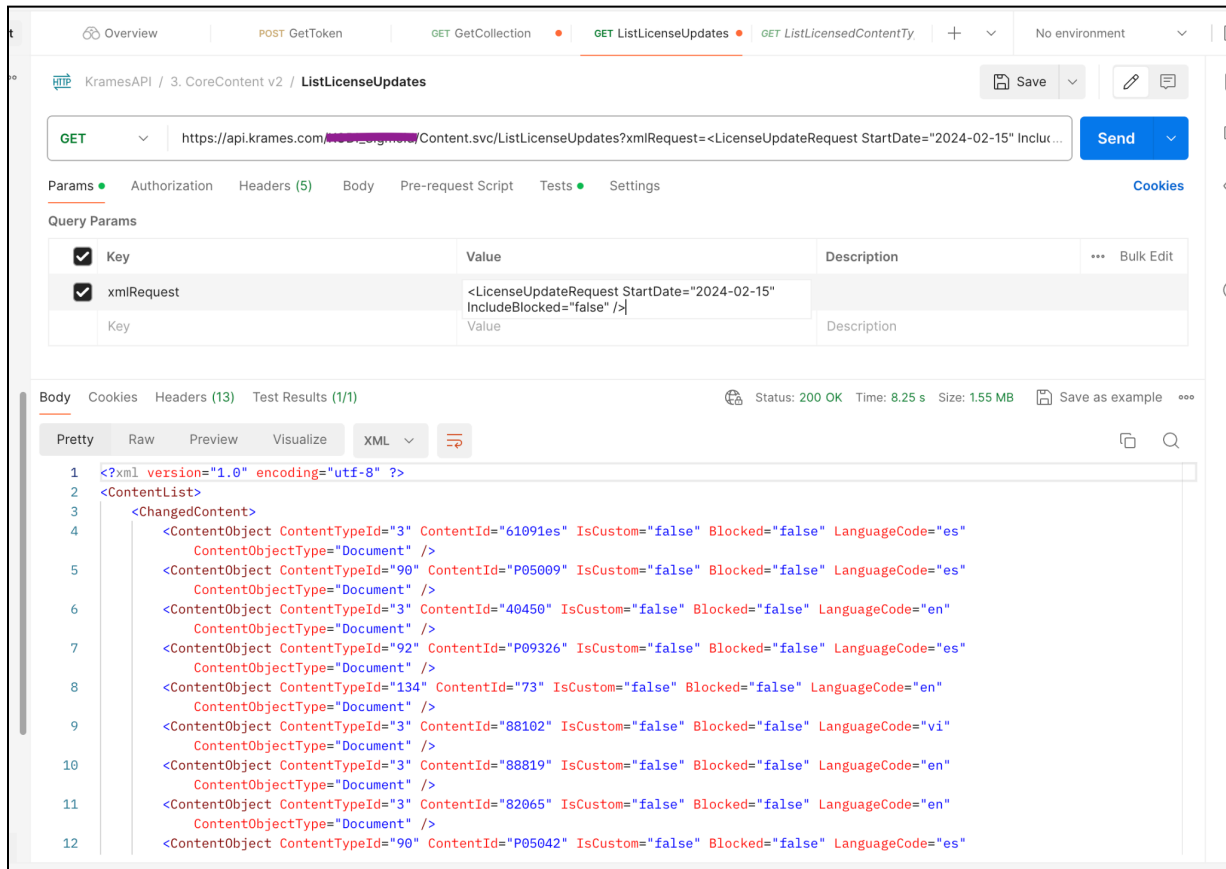 t
Overview POST GetToken GET GetCollection GET ListLicenseUpdates GET ListLicensedContentTy No environment
HTTP KramesAPI / 3. CoreContent v2 / ListLicenseUpdates Save
GET https://api.krames.com/ /Content.svc/ListLicenseUpdates?xmlRequest=<LicenseUpdateRequest StartDate="2024-02-15" Incluc... Send
Params Authorization Headers (5) Body Pre-request Script Tests Settings Cookies
Query Params
Key Value Description ••• Bulk Edit
xmlRequest <LicenseUpdateRequest StartDate="2024-02-15"
IncludeBlocked="false" />
Key Value Description
Body Cookies Headers (13) Test Results (1/1) Status: 200 OK Time: 8.25 s Size: 1.55 MB Save as example
Pretty Raw Preview Visualize XML
1 <?xml version="1.0" encoding="utf-8" ?>
2 <ContentList>
3 <ChangedContent>
4 <ContentObject ContentTypeId="3" ContentId="61091es" IsCustom="false" Blocked="false" LanguageCode="es"
ContentObjectType="Document" />
5 <ContentObject ContentTypeId="90" ContentId="P05009" IsCustom="false" Blocked="false" LanguageCode="es"
ContentObjectType="Document" />
6 <ContentObject ContentTypeId="3" ContentId="40450" IsCustom="false" Blocked="false" LanguageCode="en"
ContentObjectType="Document" />
7 <ContentObject ContentTypeId="92" ContentId="P09326" IsCustom="false" Blocked="false" LanguageCode="es"
ContentObjectType="Document" />
8 <ContentObject ContentTypeId="134" ContentId="73" IsCustom="false" Blocked="false" LanguageCode="en"
ContentObjectType="Document" />
9 <ContentObject ContentTypeId="3" ContentId="88102" IsCustom="false" Blocked="false" LanguageCode="vi"
ContentObjectType="Document" />
10 <ContentObject ContentTypeId="3" ContentId="88819" IsCustom="false" Blocked="false" LanguageCode="en"
ContentObjectType="Document" />
11 <ContentObject ContentTypeId="3" ContentId="82065" IsCustom="false" Blocked="false" LanguageCode="en"
ContentObjectType="Document" />
12 <ContentObject ContentTypeId="90" ContentId="P05042" IsCustom="false" Blocked="false" LanguageCode="es"